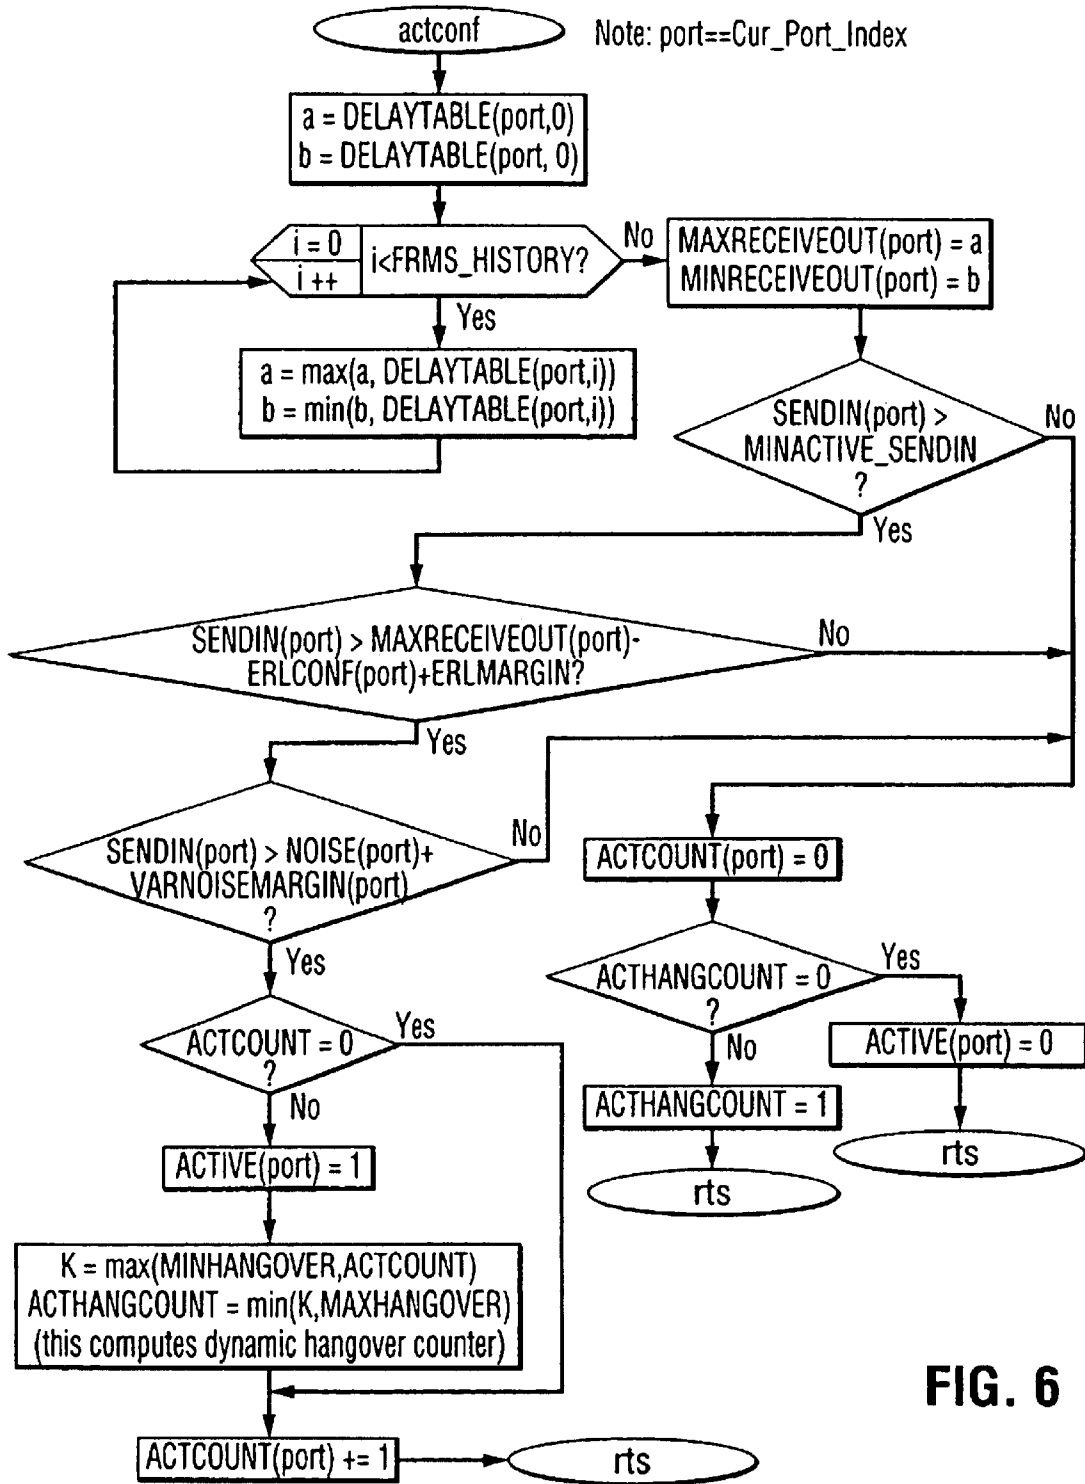 actconf
Note: port==Cur_Port_Index
a = DELAYTABLE(port,0)
b = DELAYTABLE(port, 0)
i = 0
i ++
i<FRMS_HISTORY?
No
MAXRECEIVEOUT(port) = a
MINRECEIVEOUT(port) = b
Yes
a = max(a, DELAYTABLE(port,i))
b = min(b, DELAYTABLE(port,i))
SENDIN(port) >
MINACTIVE_SENDIN
?
No
Yes
SENDIN(port) > MAXRECEIVEOUT(port)-
ERLCONF(port)+ERLMARGIN?
No
Yes
SENDIN(port) > NOISE(port)+
VARNOISEMARGIN(port)
?
No
Yes
ACTCOUNT(port) = 0
ACTHANGCOUNT = 0
?
Yes
No
ACTIVE(port) = 0
rts
ACTHANGCOUNT = 1
rts
ACTCOUNT = 0
?
Yes
No
ACTIVE(port) = 1
K = max(MINHANGOVER,ACTCOUNT)
ACTHANGCOUNT = min(K,MAXHANGOVER)
(this computes dynamic hangover counter)
ACTCOUNT(port) += 1
rts
FIG. 6